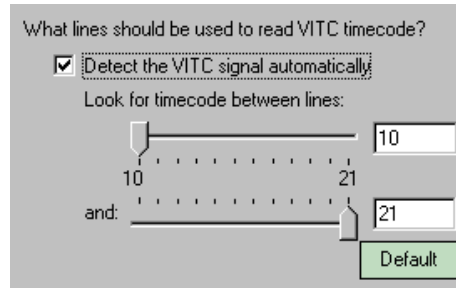 What lines should be used to read VITC timecode?
Detect the VITC signal automatically
Look for timecode between lines:
10
10 21
and:
21
Default